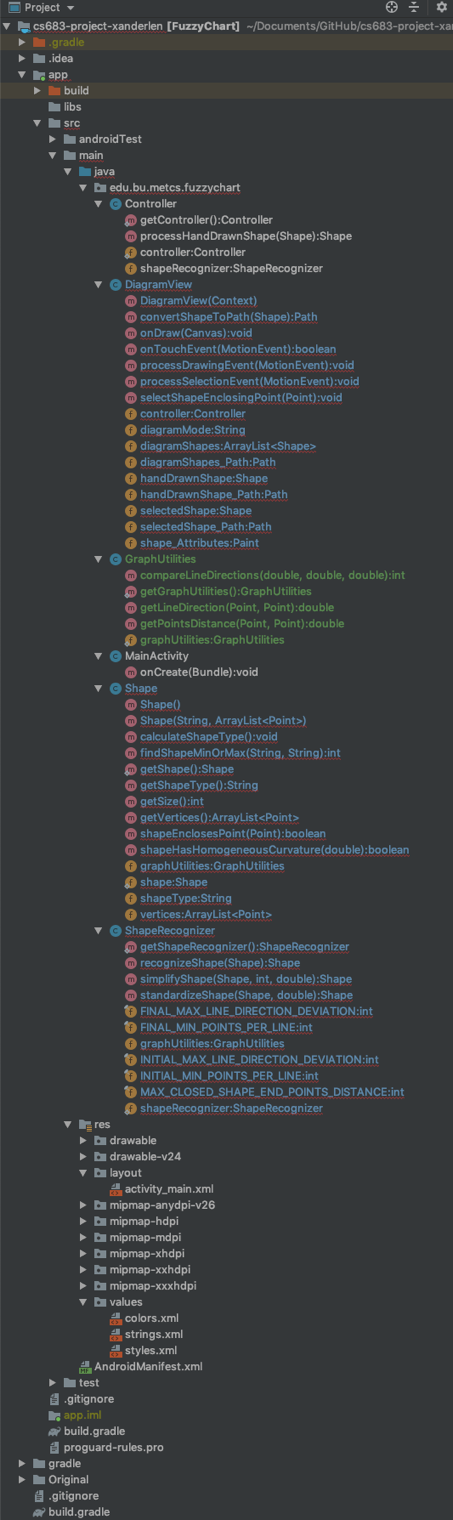 Project
cs683-project-xanderlen [FuzzyChart] ~/Documents/GitHub/cs683-project-xan
.gradle
.idea
app
build
libs
src
androidTest
main
java
edu.bu.metcs.fuzzychart
Controller
getController():Controller
processHandDrawnShape(Shape):Shape
controller:Controller
shapeRecognizer:ShapeRecognizer
DiagramView
DiagramView(Context)
convertShapeToPath(Shape):Path
onDraw(Canvas):void
onTouchEvent(MotionEvent):boolean
processDrawingEvent(MotionEvent):void
processSelectionEvent(MotionEvent):void
selectShapeEnclosingPoint(Point):void
controller:Controller
diagramMode:String
diagramShapes:ArrayList<Shape>
diagramShapes_Path:Path
handDrawnShape:Shape
handDrawnShape_Path:Path
selectedShape:Shape
selectedShape_Path:Path
shape_Attributes:Paint
GraphUtilities
compareLineDirections(double, double, double):int
getGraphUtilities():GraphUtilities
getLineDirection(Point, Point):double
getPointsDistance(Point, Point):double
graphUtilities:GraphUtilities
MainActivity
onCreate(Bundle):void
Shape
Shape()
Shape(String, ArrayList<Point>)
calculateShapeType():void
findShapeMinOrMax(String, String):int
getShape():Shape
getShapeType():String
getSize():int
getVertices():ArrayList<Point>
shapeEnclosesPoint(Point):boolean
shapeHasHomogeneousCurvature(double):boolean
graphUtilities:GraphUtilities
shape:Shape
shapeType:String
vertices:ArrayList<Point>
ShapeRecognizer
getShapeRecognizer():ShapeRecognizer
recognizeShape(Shape):Shape
simplifyShape(Shape, int, double):Shape
standardizeShape(Shape, double):Shape
FINAL_MAX_LINE_DIRECTION_DEVIATION:int
FINAL_MIN_POINTS_PER_LINE:int
graphUtilities:GraphUtilities
INITIAL_MAX_LINE_DIRECTION_DEVIATION:int
INITIAL_MIN_POINTS_PER_LINE:int
MAX_CLOSED_SHAPE_END_POINTS_DISTANCE:int
shapeRecognizer:ShapeRecognizer
res
drawable
drawable-v24
layout
activity_main.xml
mipmap-anydpi-v26
mipmap-hdpi
mipmap-mdpi
mipmap-xhdpi
mipmap-xxhdpi
mipmap-xxxhdpi
values
colors.xml
strings.xml
styles.xml
AndroidManifest.xml
test
.gitignore
app.iml
build.gradle
proguard-rules.pro
gradle
Original
.gitignore
build.gradle